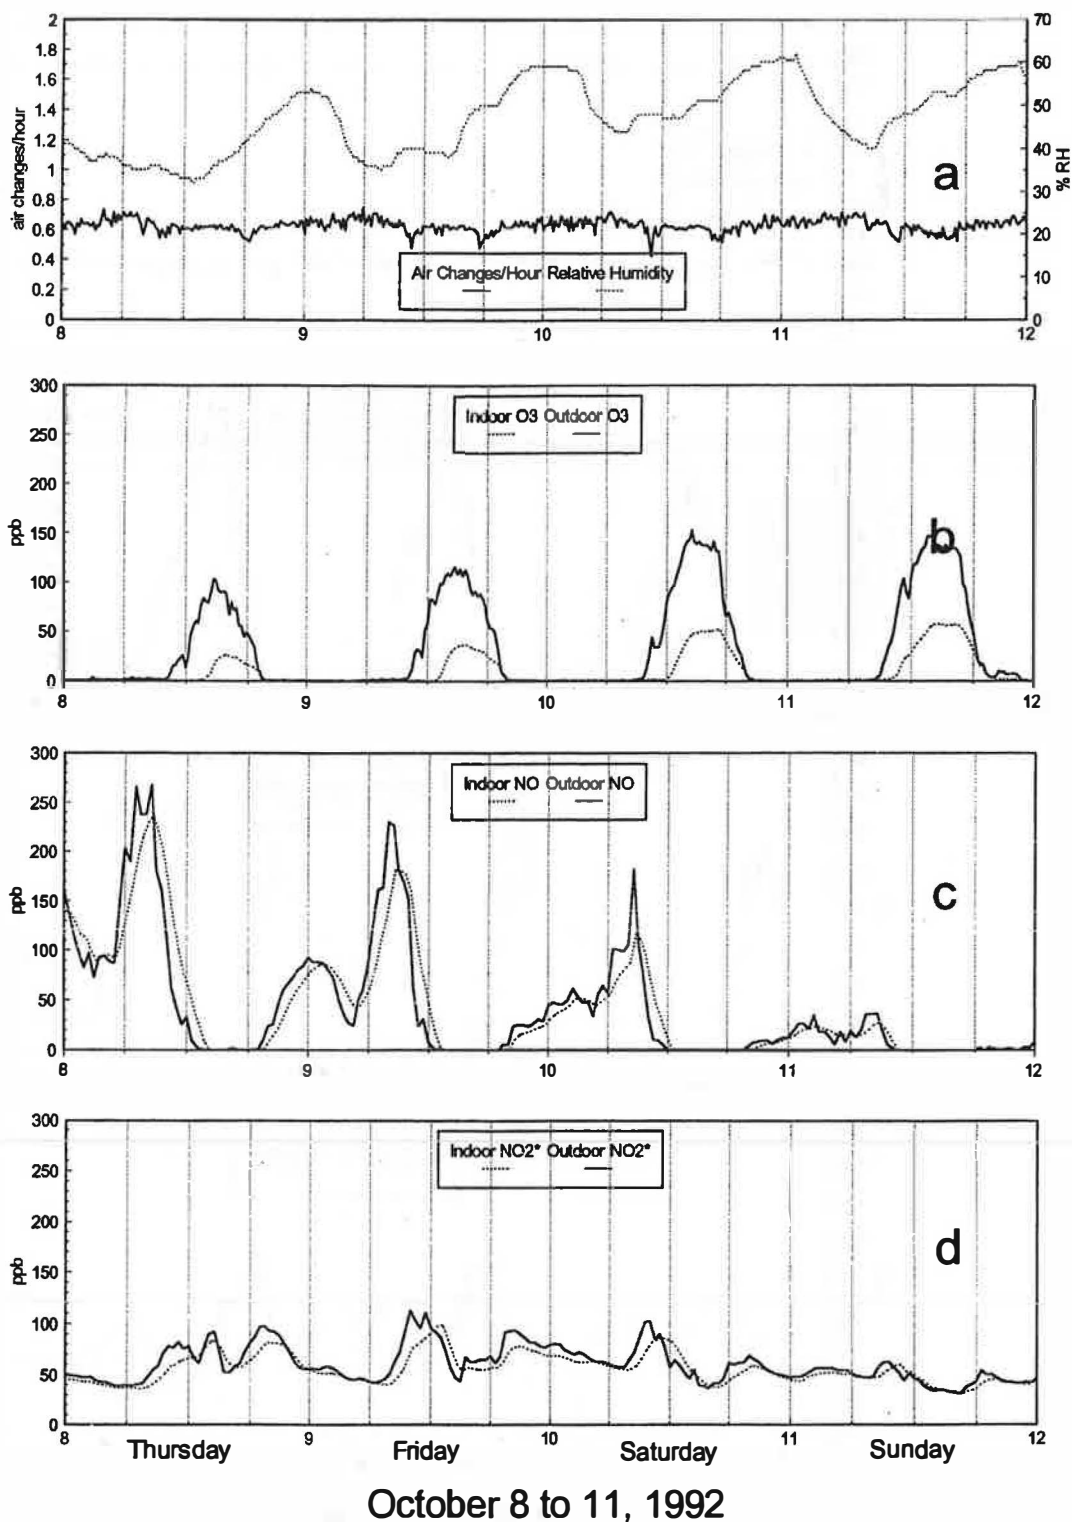 2
1.8
1.6
1.4
1.2
1
0.8
0.6
0.4
0.2
0
air changes/hour
70
60
50
40
30
20
10
0
% RH
a
Air Changes/Hour Relative Humidity
8 9 10 11 12
300
250
200
150
100
50
0
ppb
Indoor O3 Outdoor O3
b
8 9 10 11 12
300
250
200
150
100
50
0
ppb
Indoor NO Outdoor NO
c
8 9 10 11 12
300
250
200
150
100
50
0
ppb
Indoor NO2* Outdoor NO2*
d
8 9 10 11 12
Thursday Friday Saturday Sunday
October 8 to 11, 1992